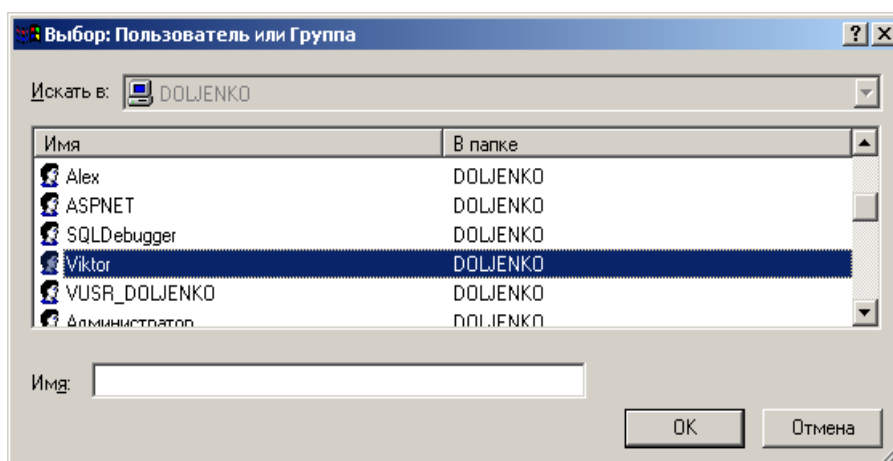 Выбор: Пользователь или Группа
Искать в: DOLJENKO
Имя В папке
Alex DOLJENKO
ASPNET DOLJENKO
SQLDebugger DOLJENKO
Viktor DOLJENKO
VUSR_DOLJENKO DOLJENKO
Администратор DOLJENKO
Имя:
OK Отмена